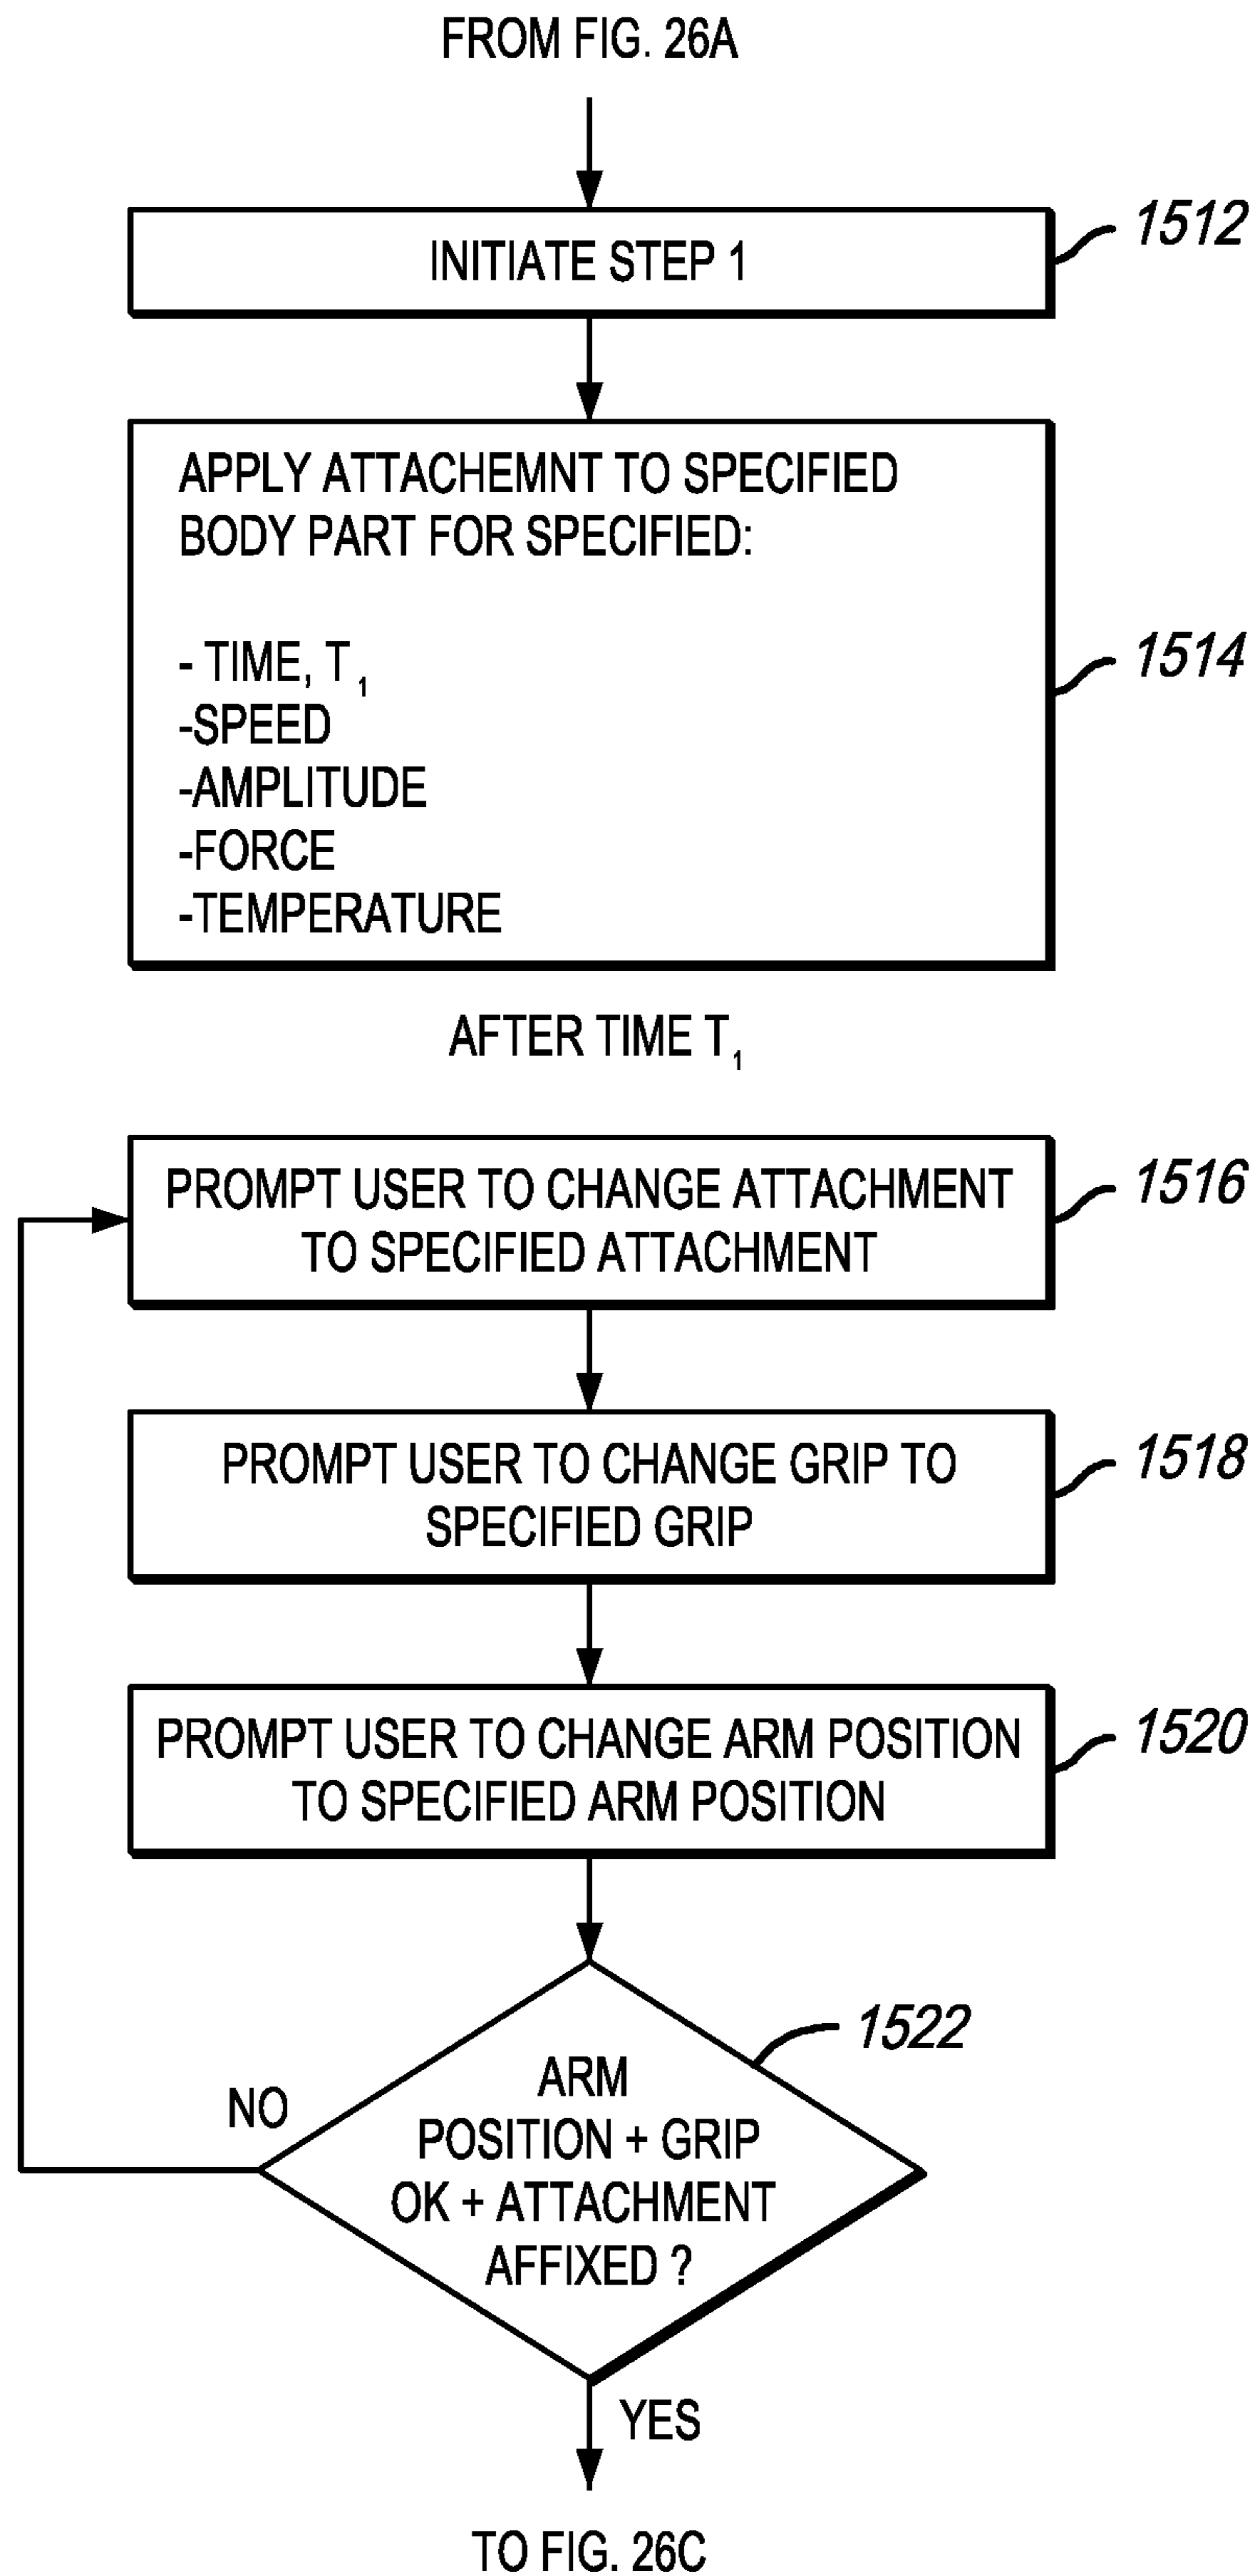 FROM FIG. 26A
INITIATE STEP 1
1512
APPLY ATTACHEMNT TO SPECIFIED
BODY PART FOR SPECIFIED:
- TIME, T₁
-SPEED
-AMPLITUDE
-FORCE
-TEMPERATURE
1514
AFTER TIME T₁
PROMPT USER TO CHANGE ATTACHMENT
TO SPECIFIED ATTACHMENT
1516
PROMPT USER TO CHANGE GRIP TO
SPECIFIED GRIP
1518
PROMPT USER TO CHANGE ARM POSITION
TO SPECIFIED ARM POSITION
1520
1522
ARM
POSITION + GRIP
OK + ATTACHMENT
AFFIXED ?
NO
YES
TO FIG. 26C